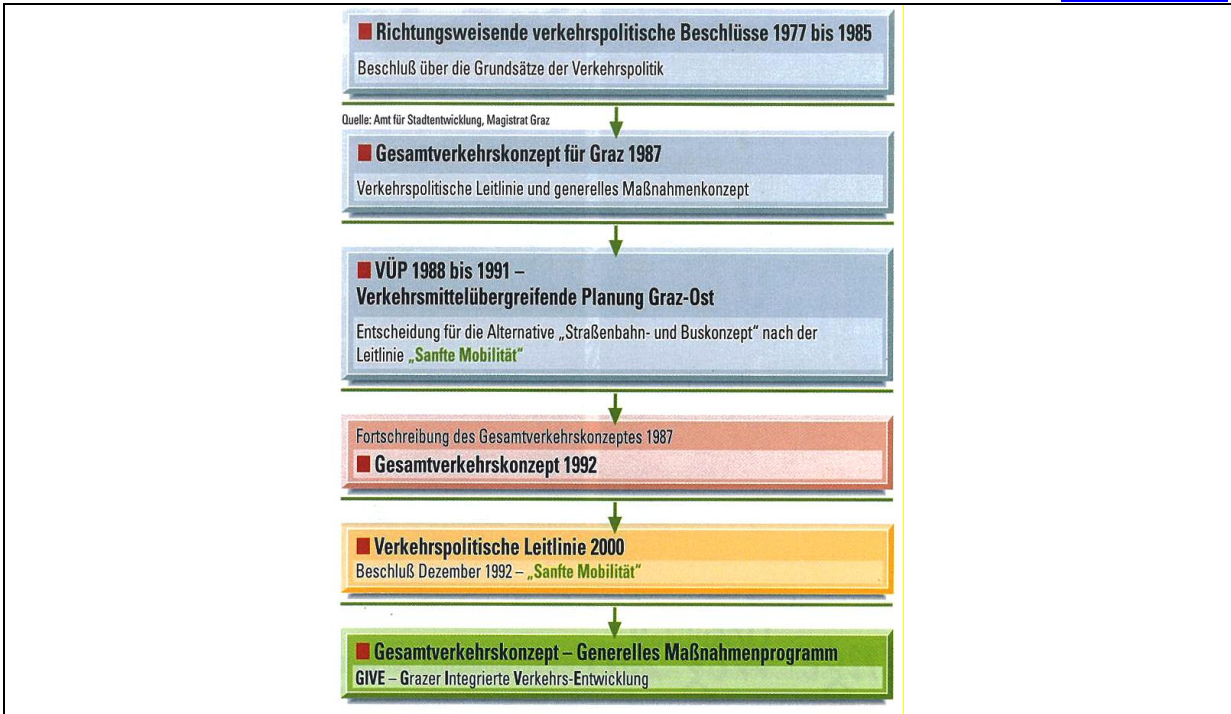 Richtungsweisende verkehrspolitische Beschlüsse 1977 bis 1985
Beschluß über die Grundsätze der Verkehrspolitik
Quelle: Amt für Stadtentwicklung, Magistrat Graz
Gesamtverkehrskonzept für Graz 1987
Verkehrspolitische Leitlinie und generelles Maßnahmenkonzept
VÜP 1988 bis 1991 –
Verkehrsmittelübergreifende Planung Graz-Ost
Entscheidung für die Alternative „Straßenbahn- und Buskonzept“ nach der
Leitlinie „Sanfte Mobilität“
Fortschreibung des Gesamtverkehrskonzeptes 1987
Gesamtverkehrskonzept 1992
Verkehrspolitische Leitlinie 2000
Beschluß Dezember 1992 – „Sanfte Mobilität“
Gesamtverkehrskonzept – Generelles Maßnahmenprogramm
GIVE – Grazer Integrierte Verkehrs-Entwicklung